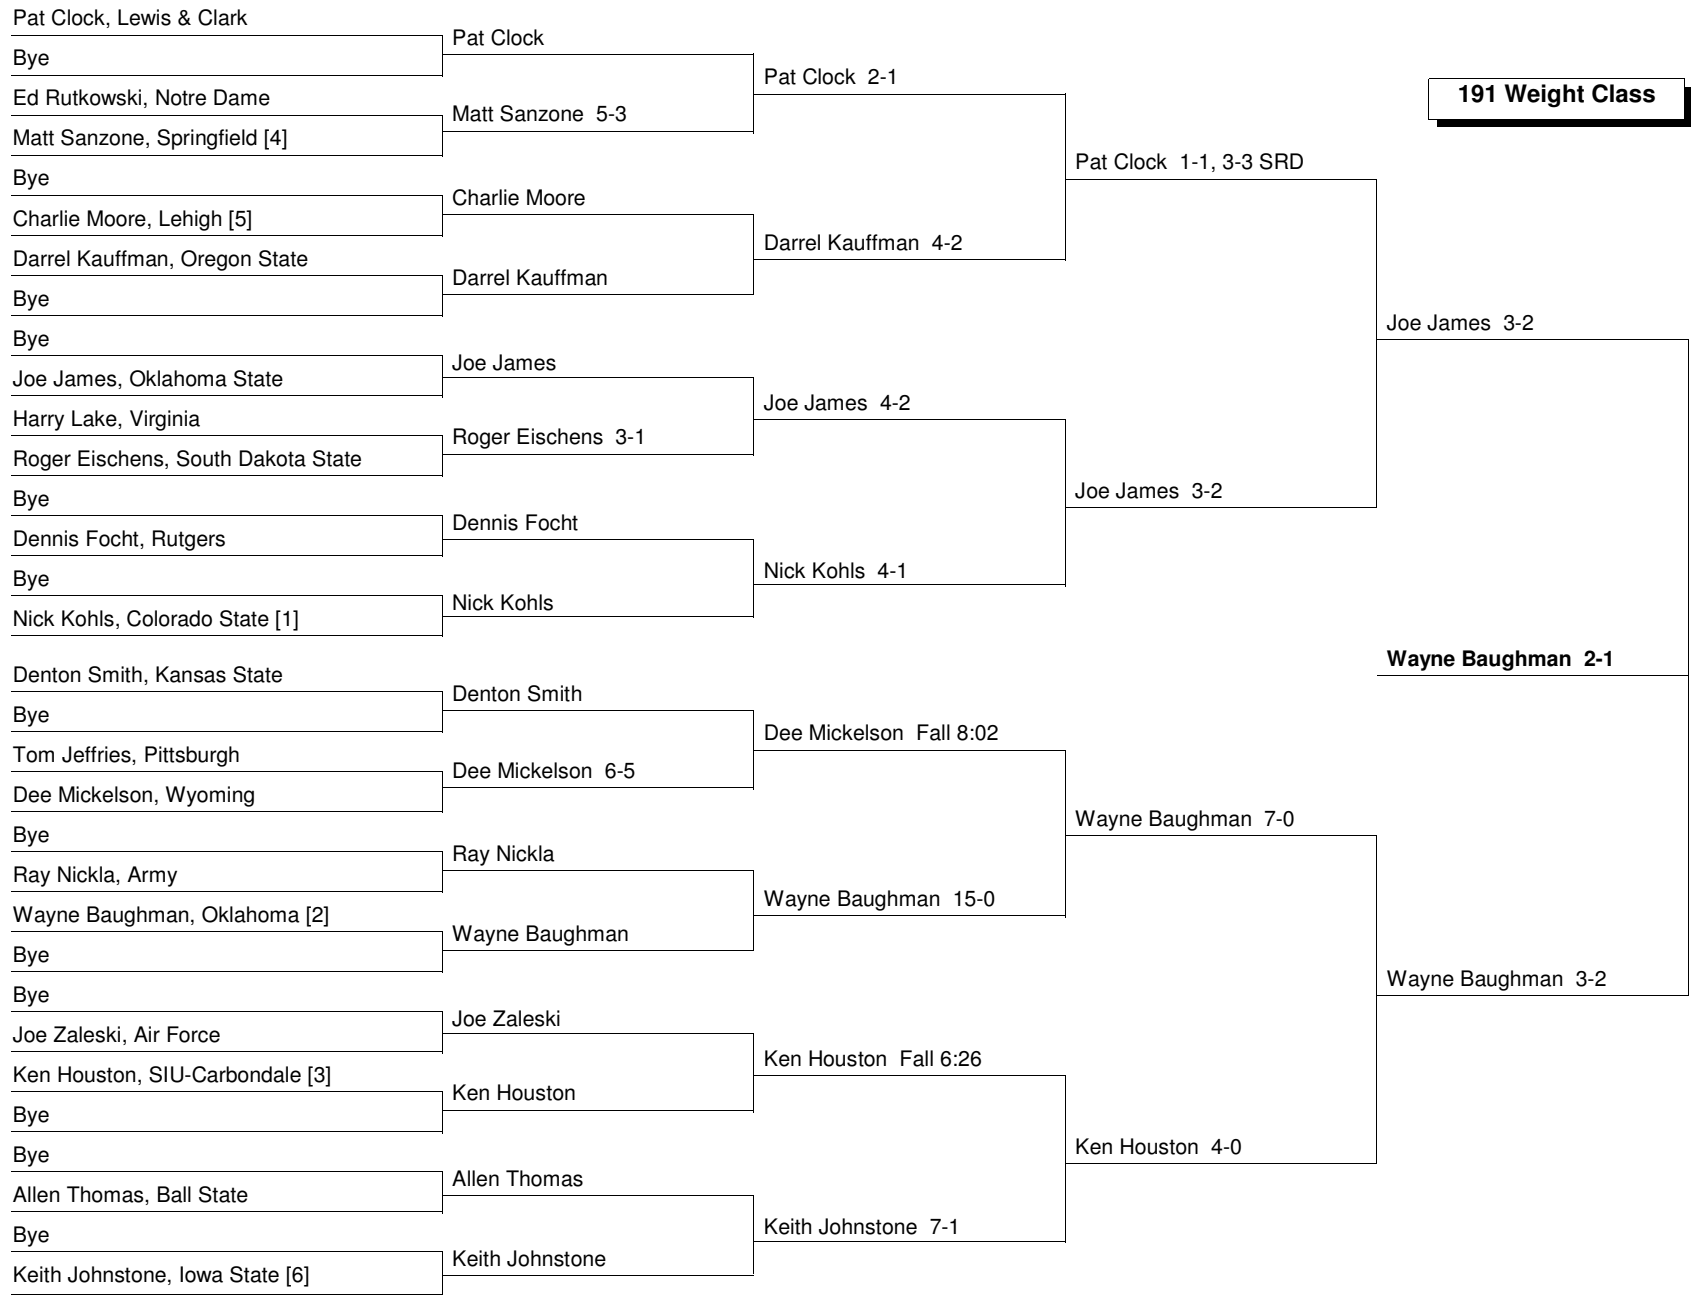 Pat Clock, Lewis & Clark
Bye
Ed Rutkowski, Notre Dame
Matt Sanzone, Springfield [4]
Bye
Charlie Moore, Lehigh [5]
Darrel Kauffman, Oregon State
Bye
Bye
Joe James, Oklahoma State
Harry Lake, Virginia
Roger Eischens, South Dakota State
Bye
Dennis Focht, Rutgers
Bye
Nick Kohls, Colorado State [1]
Denton Smith, Kansas State
Bye
Tom Jeffries, Pittsburgh
Dee Mickelson, Wyoming
Bye
Ray Nickla, Army
Wayne Baughman, Oklahoma [2]
Bye
Bye
Joe Zaleski, Air Force
Ken Houston, SIU-Carbondale [3]
Bye
Bye
Allen Thomas, Ball State
Bye
Keith Johnstone, Iowa State [6]
Pat Clock
Matt Sanzone 5-3
Charlie Moore
Darrel Kauffman
Joe James
Roger Eischens 3-1
Dennis Focht
Nick Kohls
Denton Smith
Dee Mickelson 6-5
Ray Nickla
Wayne Baughman
Joe Zaleski
Ken Houston
Allen Thomas
Keith Johnstone
Pat Clock 2-1
Darrel Kauffman 4-2
Joe James 4-2
Nick Kohls 4-1
Dee Mickelson Fall 8:02
Wayne Baughman 15-0
Ken Houston Fall 6:26
Keith Johnstone 7-1
Pat Clock 1-1, 3-3 SRD
Joe James 3-2
Wayne Baughman 7-0
Ken Houston 4-0
191 Weight Class
Joe James 3-2
Wayne Baughman 2-1
Wayne Baughman 3-2